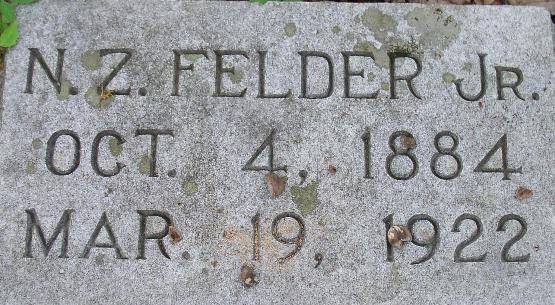 N. Z. FELDER JR.
OCT. 4, 1884
MAR. 19, 1922